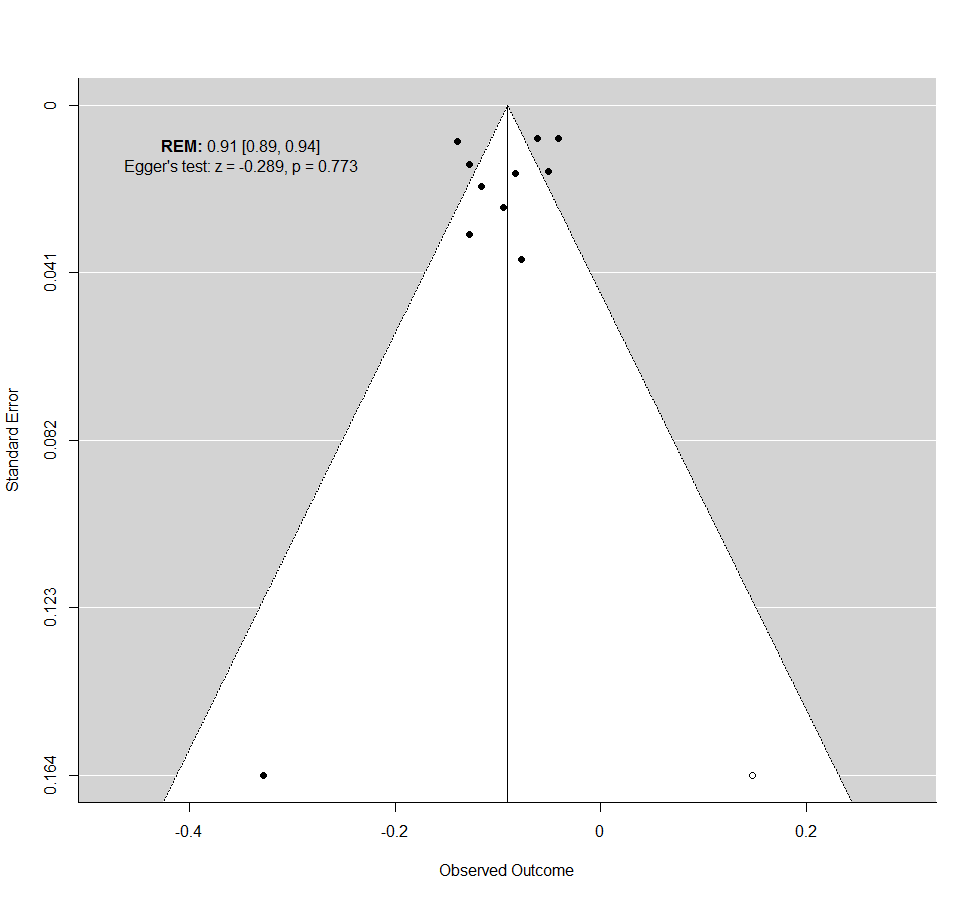 REM: 0.91 [0.89, 0.94]
Egger's test: z = -0.289, p = 0.773
0
0.041
0.082
0.123
0.164
Standard Error
-0.4
-0.2
0
0.2
Observed Outcome